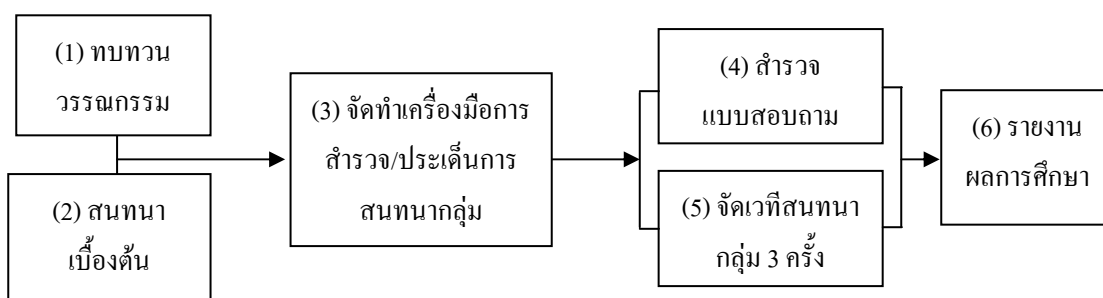 (1) ทบทวน
วรรณกรรม
(2) สนทนา
เบื้องต้น
(3) จัดทำเครื่องมือการ
สำรวจ/ประเด็นการ
สนทนากลุ่ม
(4) สำรวจ
แบบสอบถาม
(5) จัดเวทีสนทนา
กลุ่ม 3 ครั้ง
(6) รายงาน
ผลการศึกษา